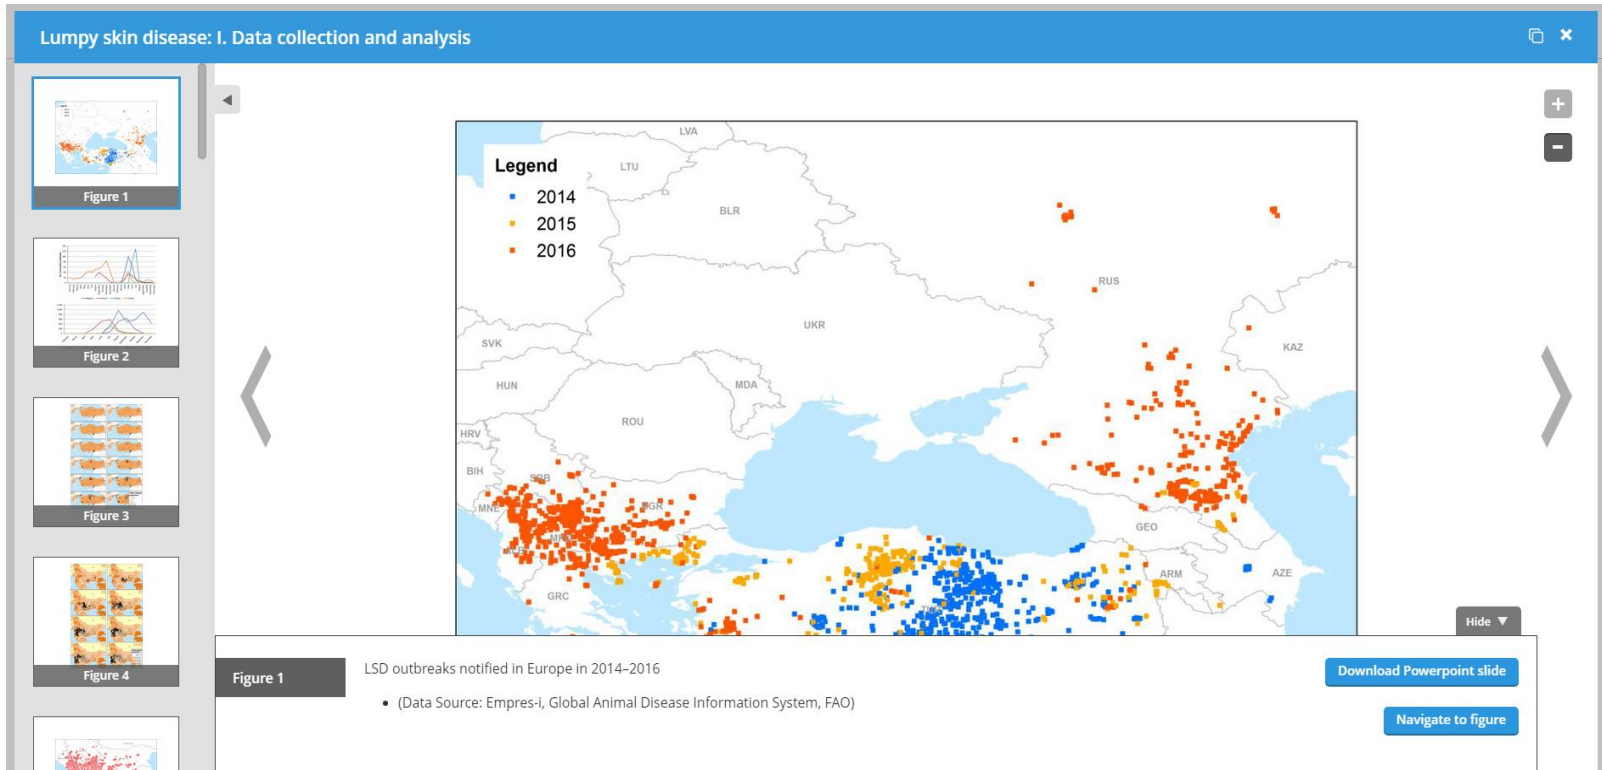 Lumpy skin disease: I. Data collection and analysis
Figure 1
Figure 2
Figure 3
Figure 4
Legend
2014
2015
2016
LVA
LTU
BLR
RUS
UKR
KAZ
SVK
HUN
MDA
ROU
HRV
BIH
SRB
MNE
BGR
GEO
ARM
AZE
GRC
Hide
Figure 1
LSD outbreaks notified in Europe in 2014–2016
• (Data Source: Empres-i, Global Animal Disease Information System, FAO)
Download Powerpoint slide
Navigate to figure